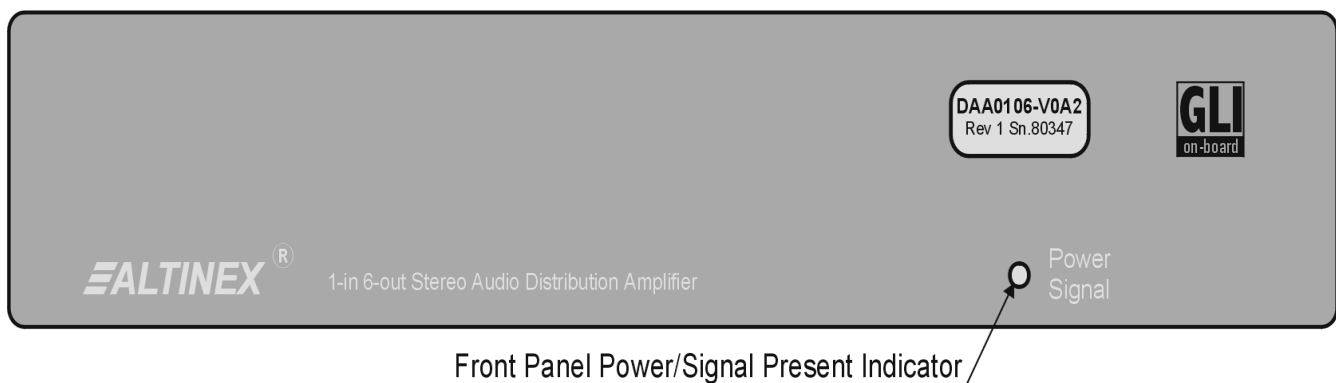 DAA0106-V0A2
Rev 1 Sn.80347
GLI
on-board
ALTINEX ®
1-in 6-out Stereo Audio Distribution Amplifier
Power
Signal
Front Panel Power/Signal Present Indicator